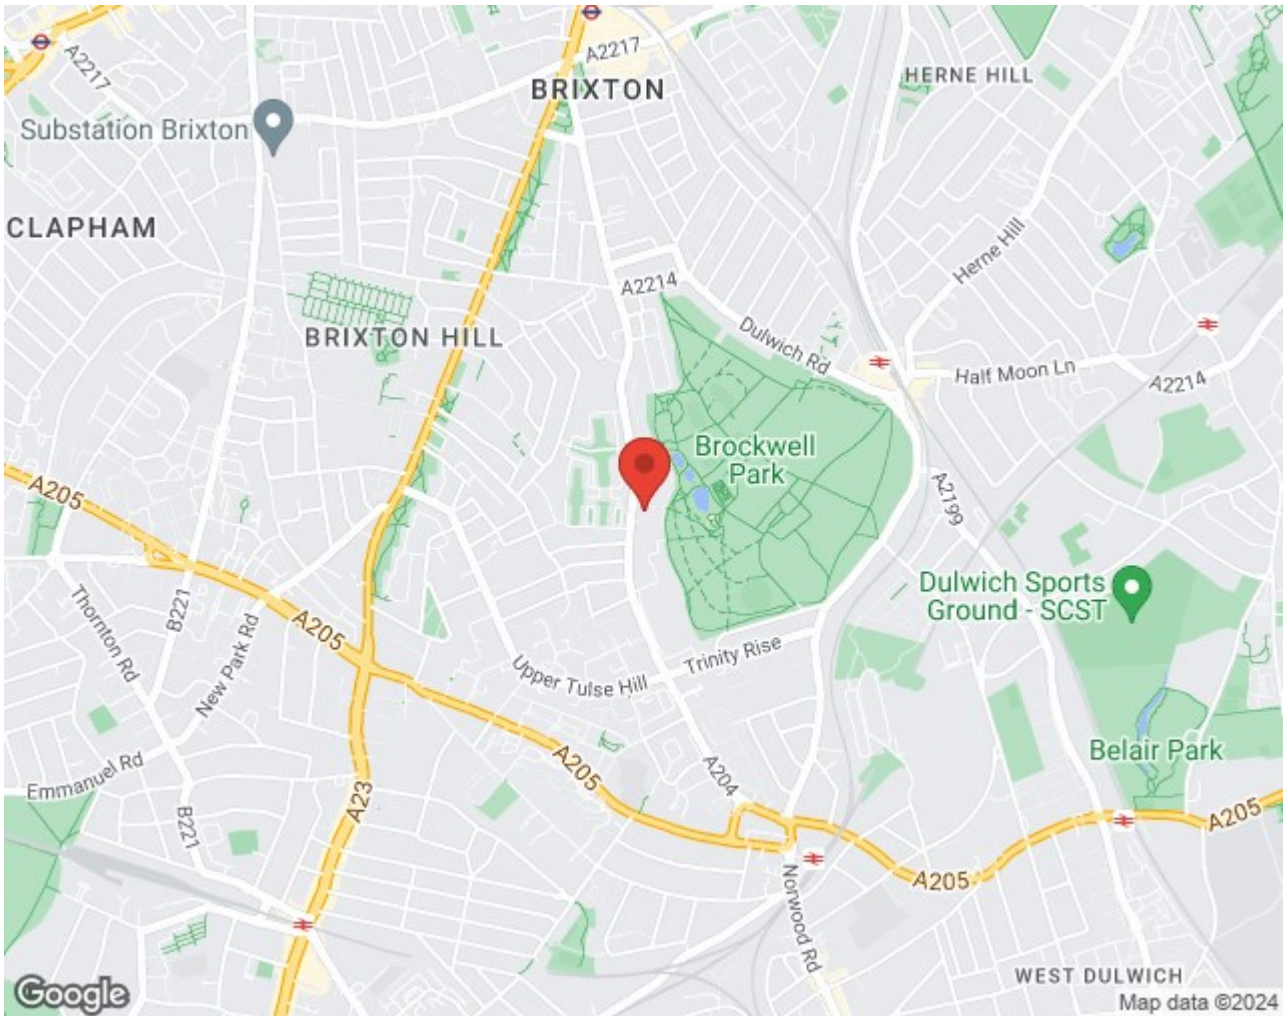 A2217
A2217
BRIXTON
HERNE HILL
Substation Brixton
CLAPHAM
Herne Hill
A2214
BRIXTON HILL
Dulwich Rd
Half Moon Ln
A2214
Brockwell
Park
A205
A2199
Dulwich Sports
Ground - SCST
Thornton Rd
B221
A205
New Park Rd
Trinity Rise
Upper Tulse Hill
Belair Park
Emmanuel Rd
A205
A204
A23
B221
A205
A205
Norwood Rd
WEST DULWICH
Google
Map data ©2024